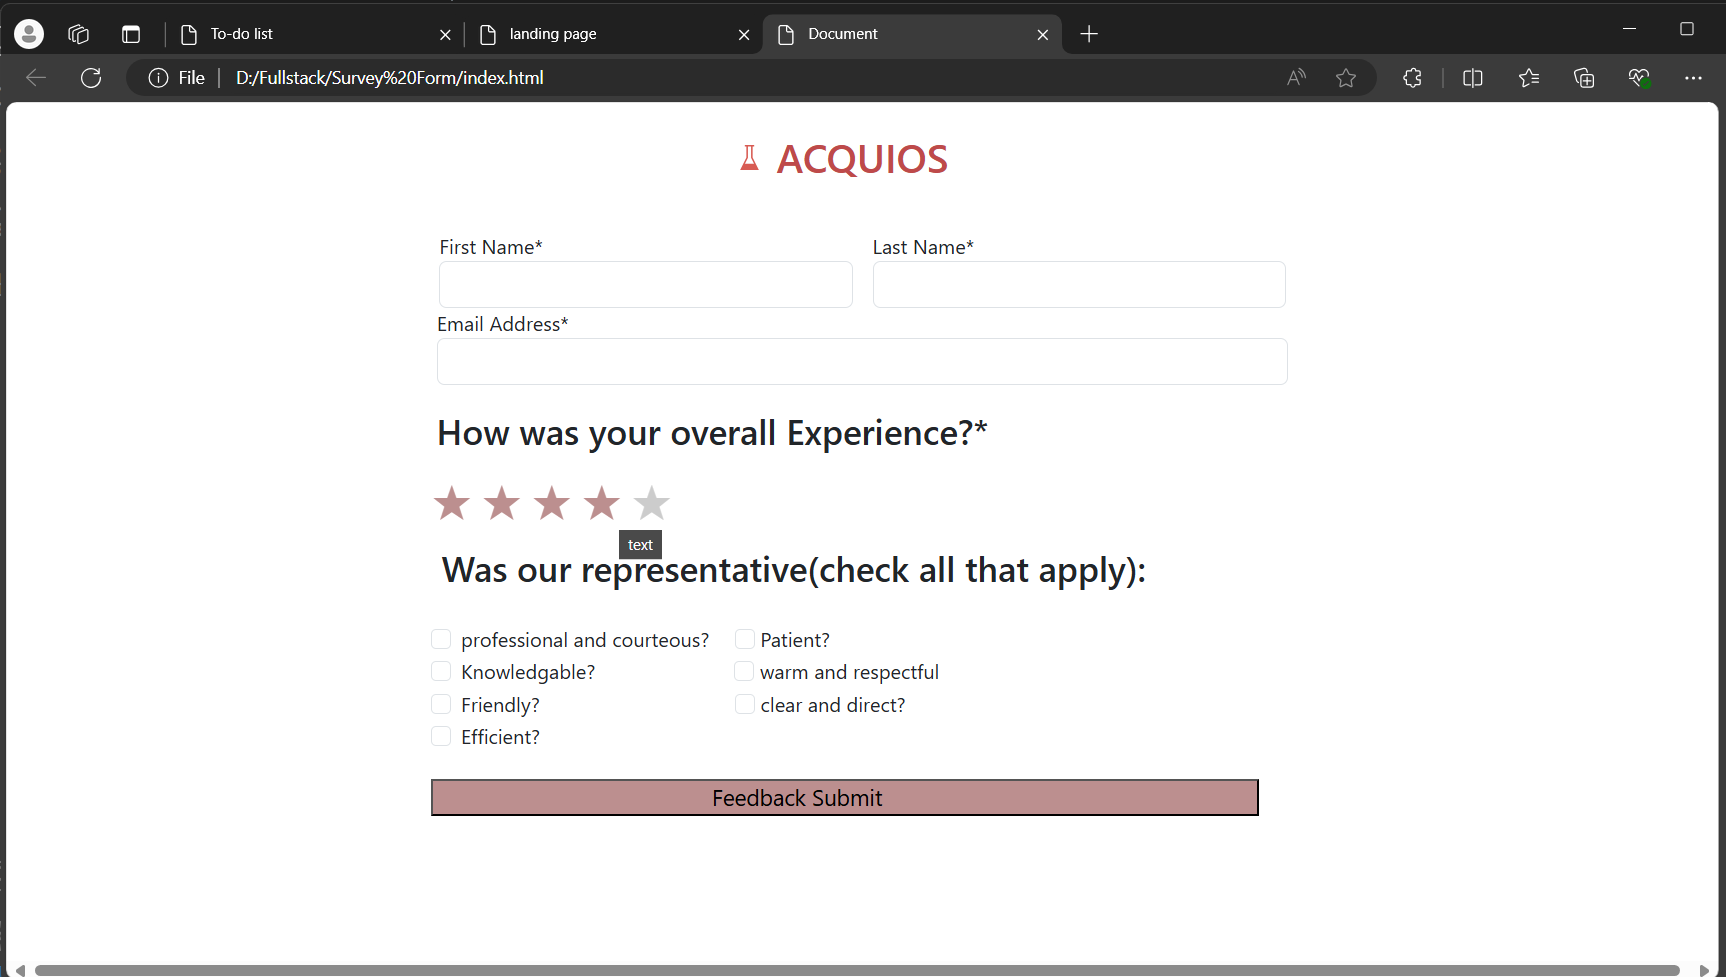 To-do list
landing page
Document
File
D:/Fullstack/Survey%20Form/index.html
ACQUIOS
First Name*
Last Name*
Email Address*
How was your overall Experience?*
text
Was our representative(check all that apply):
professional and courteous?
Patient?
Knowledgable?
warm and respectful
Friendly?
clear and direct?
Efficient?
Feedback Submit